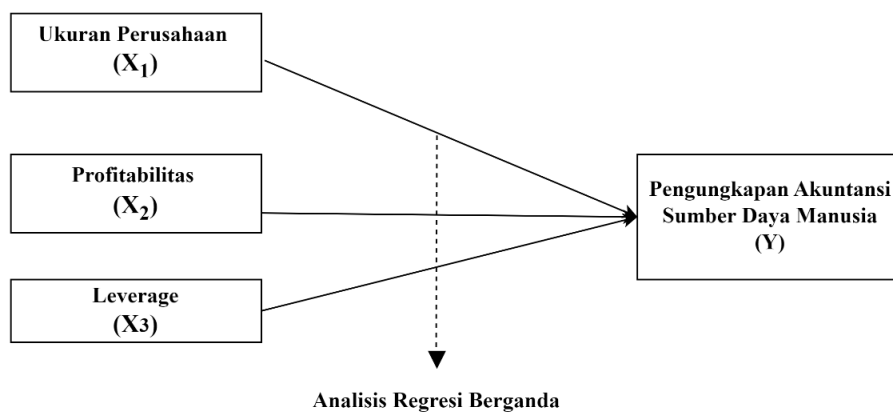 Ukuran Perusahaan
(X1)
Profitabilitas
(X2)
Leverage
(X3)
Pengungkapan Akuntansi
Sumber Daya Manusia
(Y)
Analisis Regresi Berganda